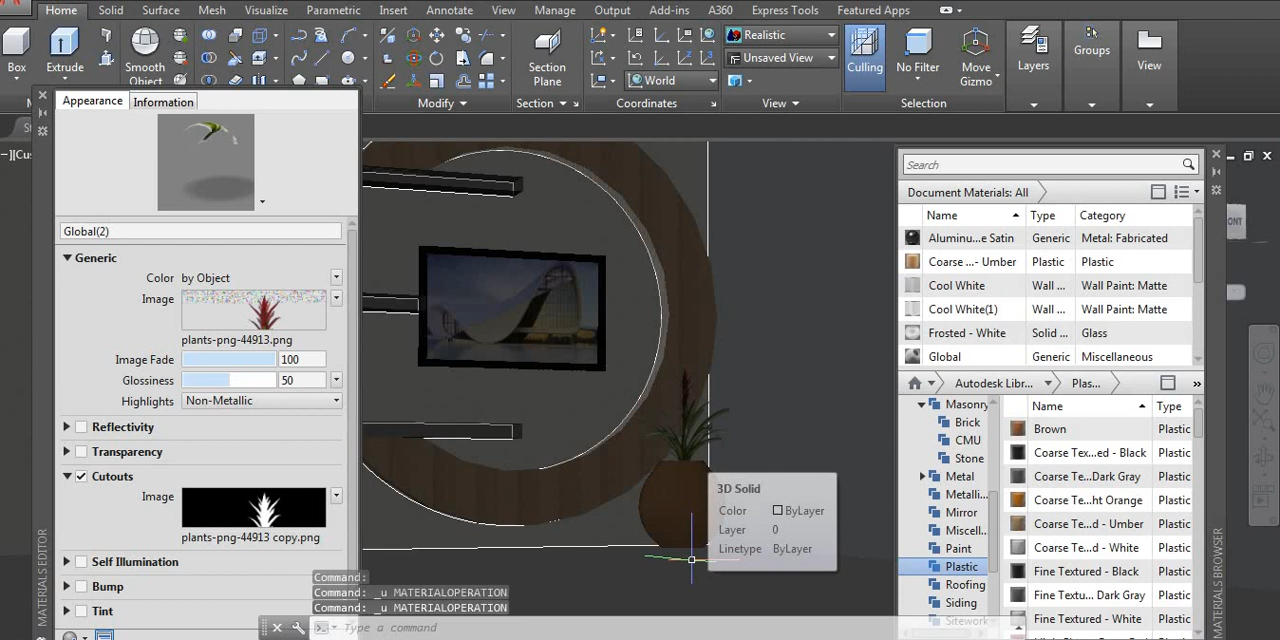 Home Solid Surface Mesh Visualize Parametric Insert Annotate View Manage Output Add-ins A360 Express Tools Featured Apps
Box
Extrude
Smooth
Object
Modify
Section
Plane
Section
World
Coordinates
Realistic
Unsaved View
View
Culling
No Filter
Move
Gizmo
Selection
Layers
Groups
View
Appearance
Information
Global(2)
Generic
Color by Object
Image
plants-png-44913.png
Image Fade 100
Glossiness 50
Highlights Non-Metallic
Reflectivity
Transparency
Cutouts
Image
plants-png-44913 copy.png
Self Illumination
Bump
Tint
MATERIALS EDITOR
3D Solid
Color ByLayer
Layer 0
Linetype ByLayer
Command:
Command: _u MATERIALOPERATION
Command: _u MATERIALOPERATION
Type a command
Search
Document Materials: All
Name Type Category
Aluminu...e Satin Generic Metal: Fabricated
Coarse ...- Umber Plastic Plastic
Cool White Wall ... Wall Paint: Matte
Cool White(1) Wall ... Wall Paint: Matte
Frosted - White Solid ... Glass
Global Generic Miscellaneous
Autodesk Libr... Plas...
Masonry
Brick
CMU
Stone
Metal
Metalli...
Mirror
Miscell...
Paint
Plastic
Roofing
Siding
Sitework
Name Type
Brown Plastic
Coarse Tex...ed - Black Plastic
Coarse Te...Dark Gray Plastic
Coarse Te...ht Orange Plastic
Coarse Te...d - Umber Plastic
Coarse Te...d - White Plastic
Fine Textured - Black Plastic
Fine Textu... Dark Gray Plastic
Fine Textured - White Plastic
MATERIALS BROWSER